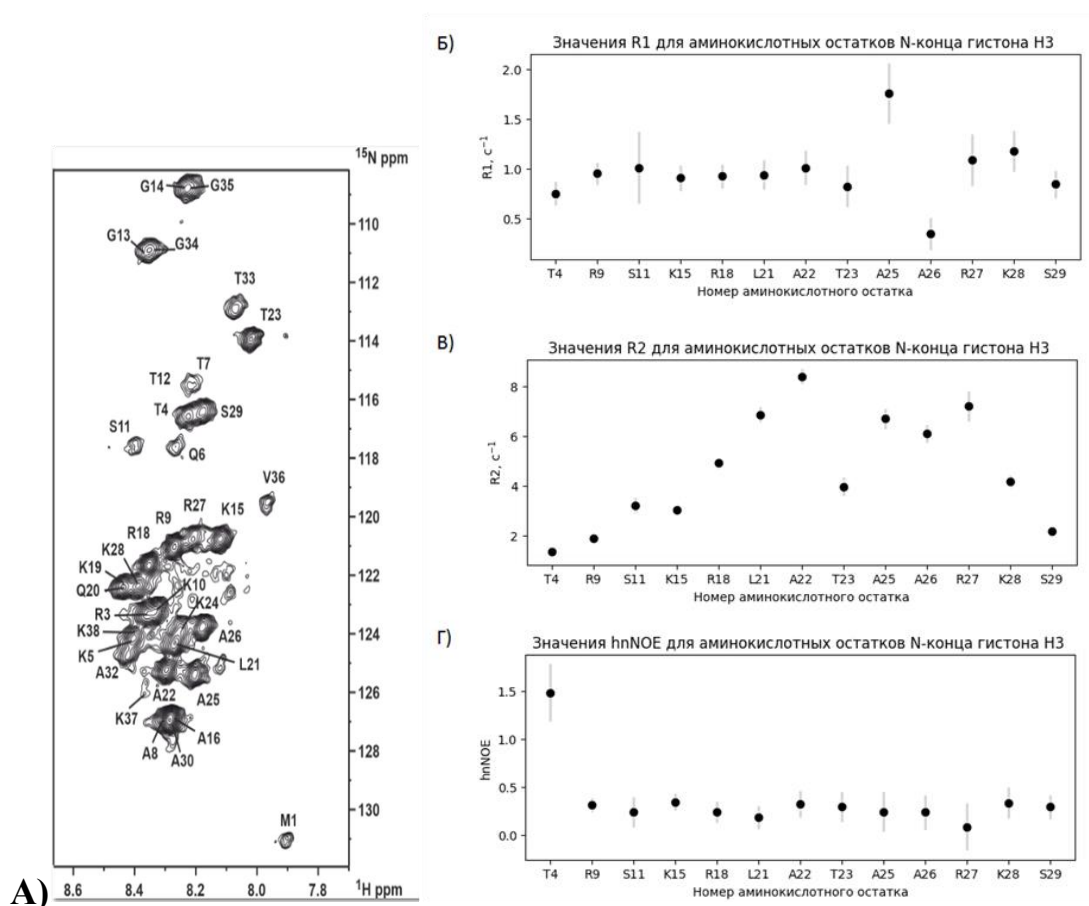 А)
¹⁵N ppm
G14
G35
110
G13
G34
112
T33
T23
114
T7
T12
T4
S29
116
S11
Q6
118
V36
R27
K15
120
R9
R18
K28
K19
K10
122
Q20
K24
R3
K38
A26
124
K5
L21
A32
A22
A25
126
K37
A16
A8
A30
128
M1
130
8.6 8.4 8.2 8.0 7.8
¹H ppm
Б)
Значения R1 для аминокислотных остатков N-конца гистона H3
R1, c⁻¹
2.0
1.5
1.0
0.5
T4 R9 S11 K15 R18 L21 A22 T23 A25 A26 R27 K28 S29
Номер аминокислотного остатка
В)
Значения R2 для аминокислотных остатков N-конца гистона H3
R2, c⁻¹
8
6
4
2
T4 R9 S11 K15 R18 L21 A22 T23 A25 A26 R27 K28 S29
Номер аминокислотного остатка
Г)
Значения hnNOE для аминокислотных остатков N-конца гистона H3
hnNOE
1.5
1.0
0.5
0.0
T4 R9 S11 K15 R18 L21 A22 T23 A25 A26 R27 K28 S29
Номер аминокислотного остатка